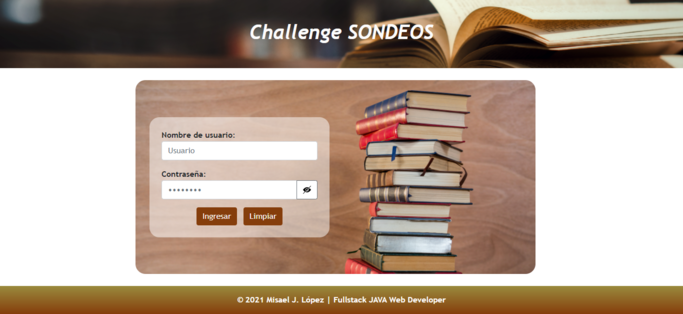 Challenge SONDEOS
Nombre de usuario:
Usuario
Contraseña:
••••••••
Ingresar Limpiar
© 2021 Misael J. López | Fullstack JAVA Web Developer